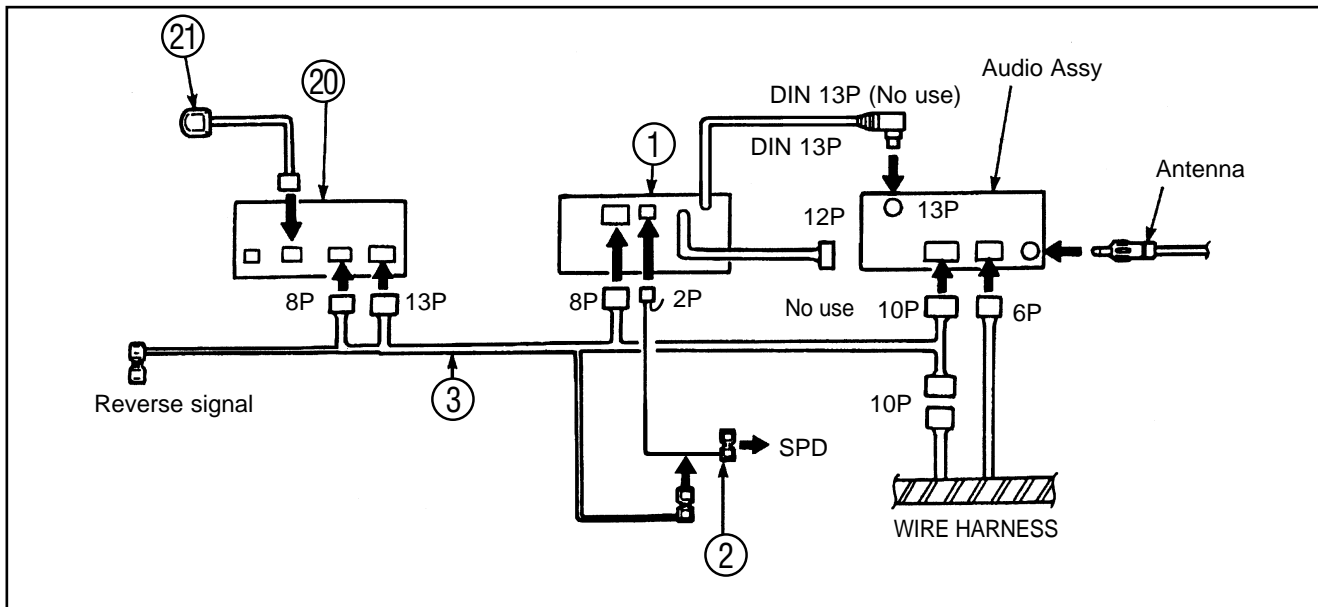 21
20
Audio Assy
DIN 13P (No use)
DIN 13P
1
Antenna
12P
13P
8P
13P
8P
2P
No use
10P
6P
Reverse signal
3
10P
SPD
WIRE HARNESS
2